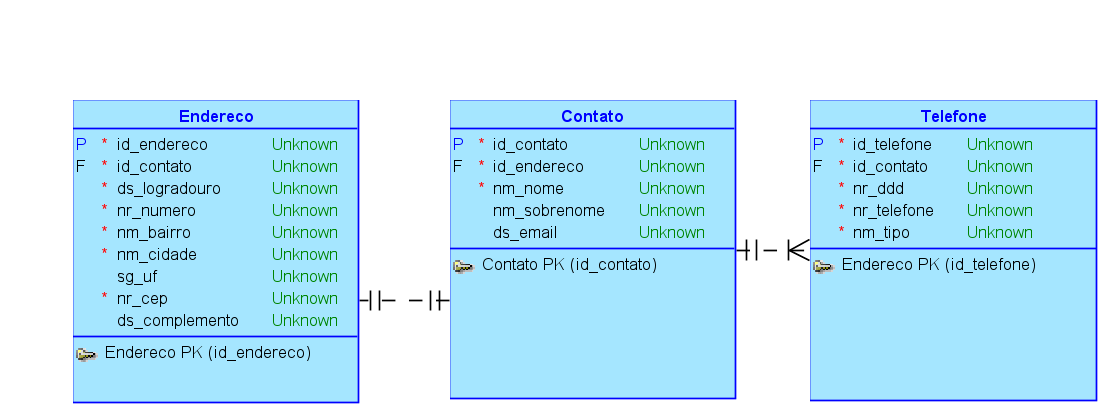 Endereco
P * id_endereco Unknown
F * id_contato Unknown
* ds_logradouro Unknown
* nr_numero Unknown
* nm_bairro Unknown
* nm_cidade Unknown
sg_uf Unknown
* nr_cep Unknown
ds_complemento Unknown
Endereco PK (id_endereco)
Contato
P * id_contato Unknown
F * id_endereco Unknown
* nm_nome Unknown
nm_sobrenome Unknown
ds_email Unknown
Contato PK (id_contato)
Telefone
P * id_telefone Unknown
F * id_contato Unknown
* nr_ddd Unknown
* nr_telefone Unknown
* nm_tipo Unknown
Endereco PK (id_telefone)